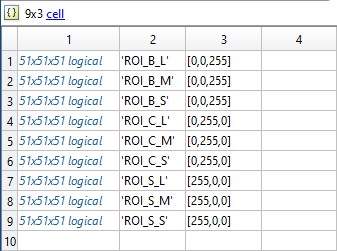 {} 9x3 cell
1 2 3 4
1 51x51x51 logical 'ROI_B_L' [0,0,255]
2 51x51x51 logical 'ROI_B_M' [0,0,255]
3 51x51x51 logical 'ROI_B_S' [0,0,255]
4 51x51x51 logical 'ROI_C_L' [0,255,0]
5 51x51x51 logical 'ROI_C_M' [0,255,0]
6 51x51x51 logical 'ROI_C_S' [0,255,0]
7 51x51x51 logical 'ROI_S_L' [255,0,0]
8 51x51x51 logical 'ROI_S_M' [255,0,0]
9 51x51x51 logical 'ROI_S_S' [255,0,0]
10